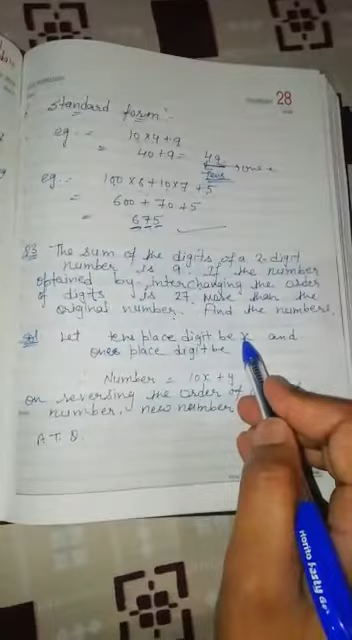 28
Standard form:-
eg:- 10×4+9
= 40+9 = 49 → ones
Tens
eg:- 100×6+10×7+5
= 600+70+5
= 675
Q3 The sum of the digits of a 2-digit
number is 9. If the number
obtained by interchanging the order
of digits is 27 more than the
original number. Find the numbers.
Sol Let tens place digit be x and
ones place digit be
Number = 10x+y
on reversing the order of
number, new number
A.T.Q.